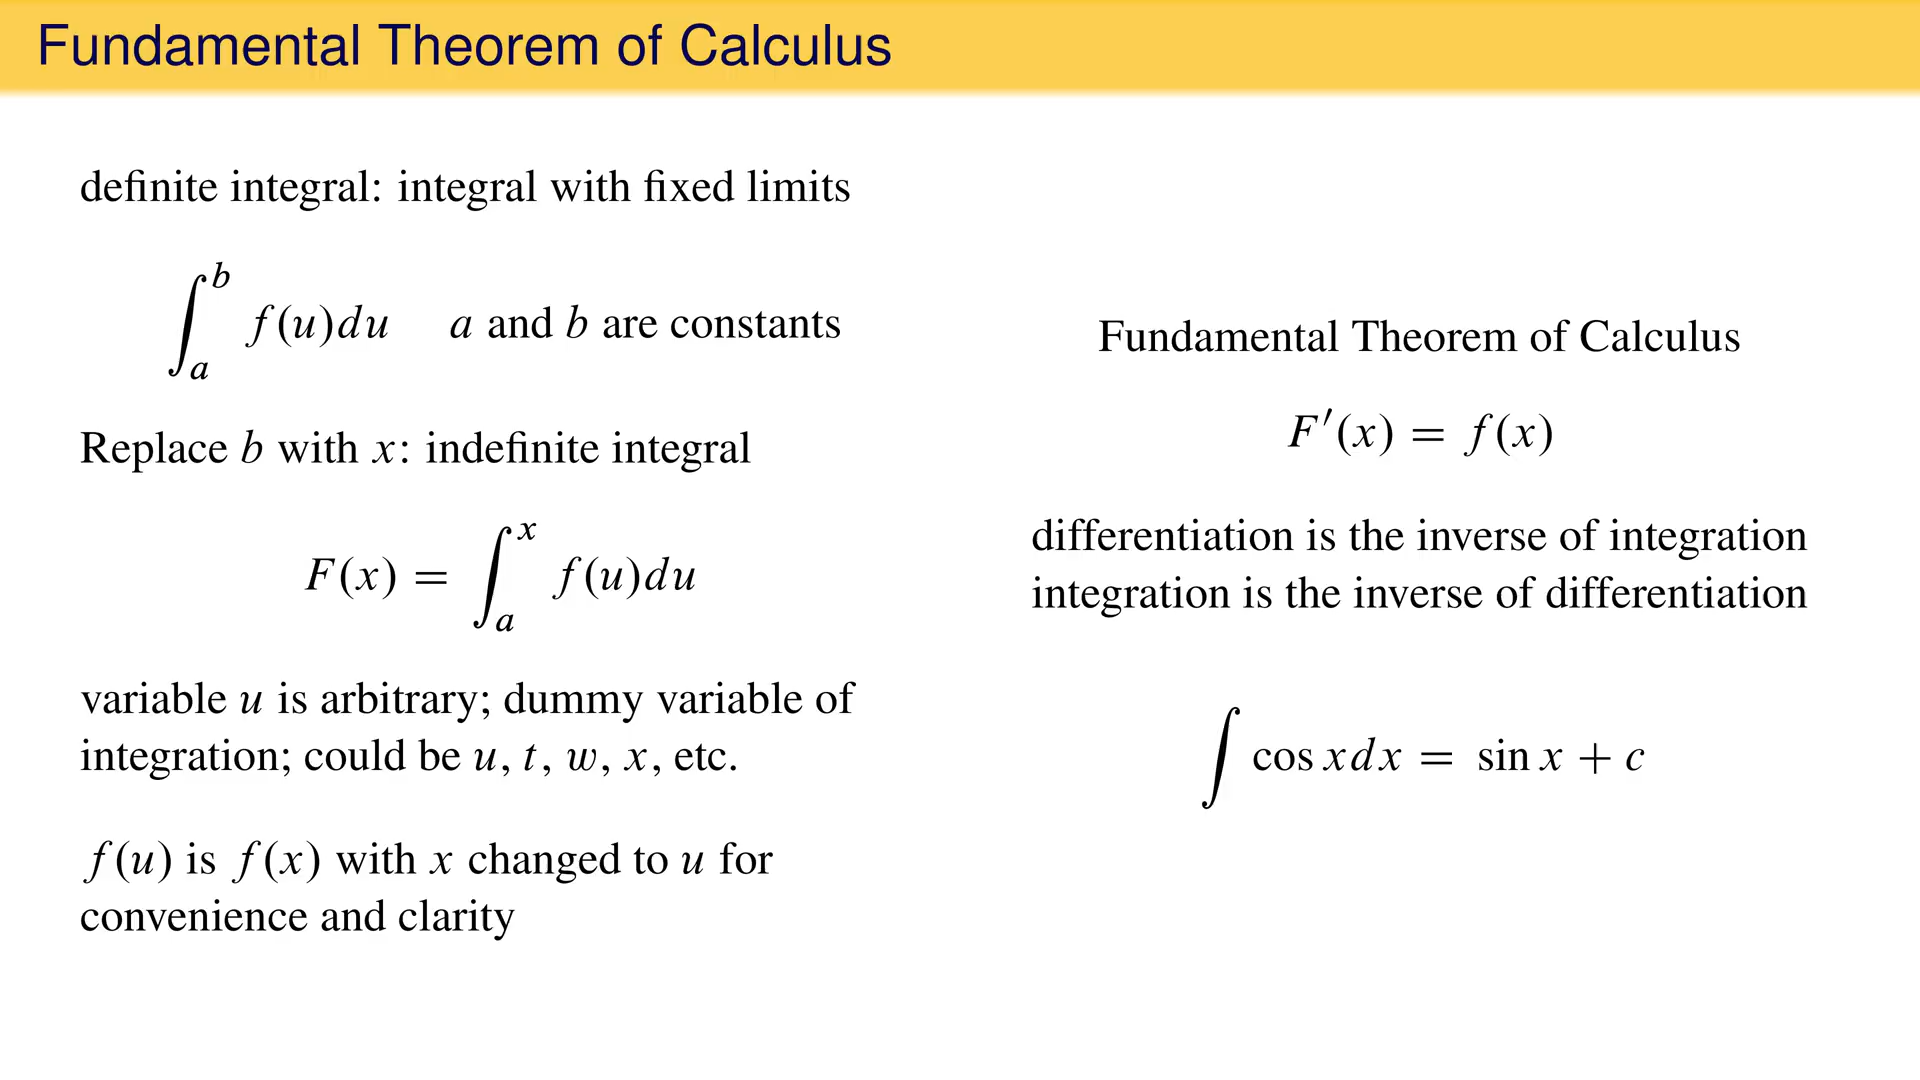 Fundamental Theorem of Calculus
definite integral: integral with fixed limits
∫_a^b f(u)du   a and b are constants
Replace b with x: indefinite integral
F(x) = ∫_a^x f(u)du
variable u is arbitrary; dummy variable of
integration; could be u, t, w, x, etc.
f(u) is f(x) with x changed to u for
convenience and clarity
Fundamental Theorem of Calculus
F′(x) = f(x)
differentiation is the inverse of integration
integration is the inverse of differentiation
∫ cos xdx = sin x + c